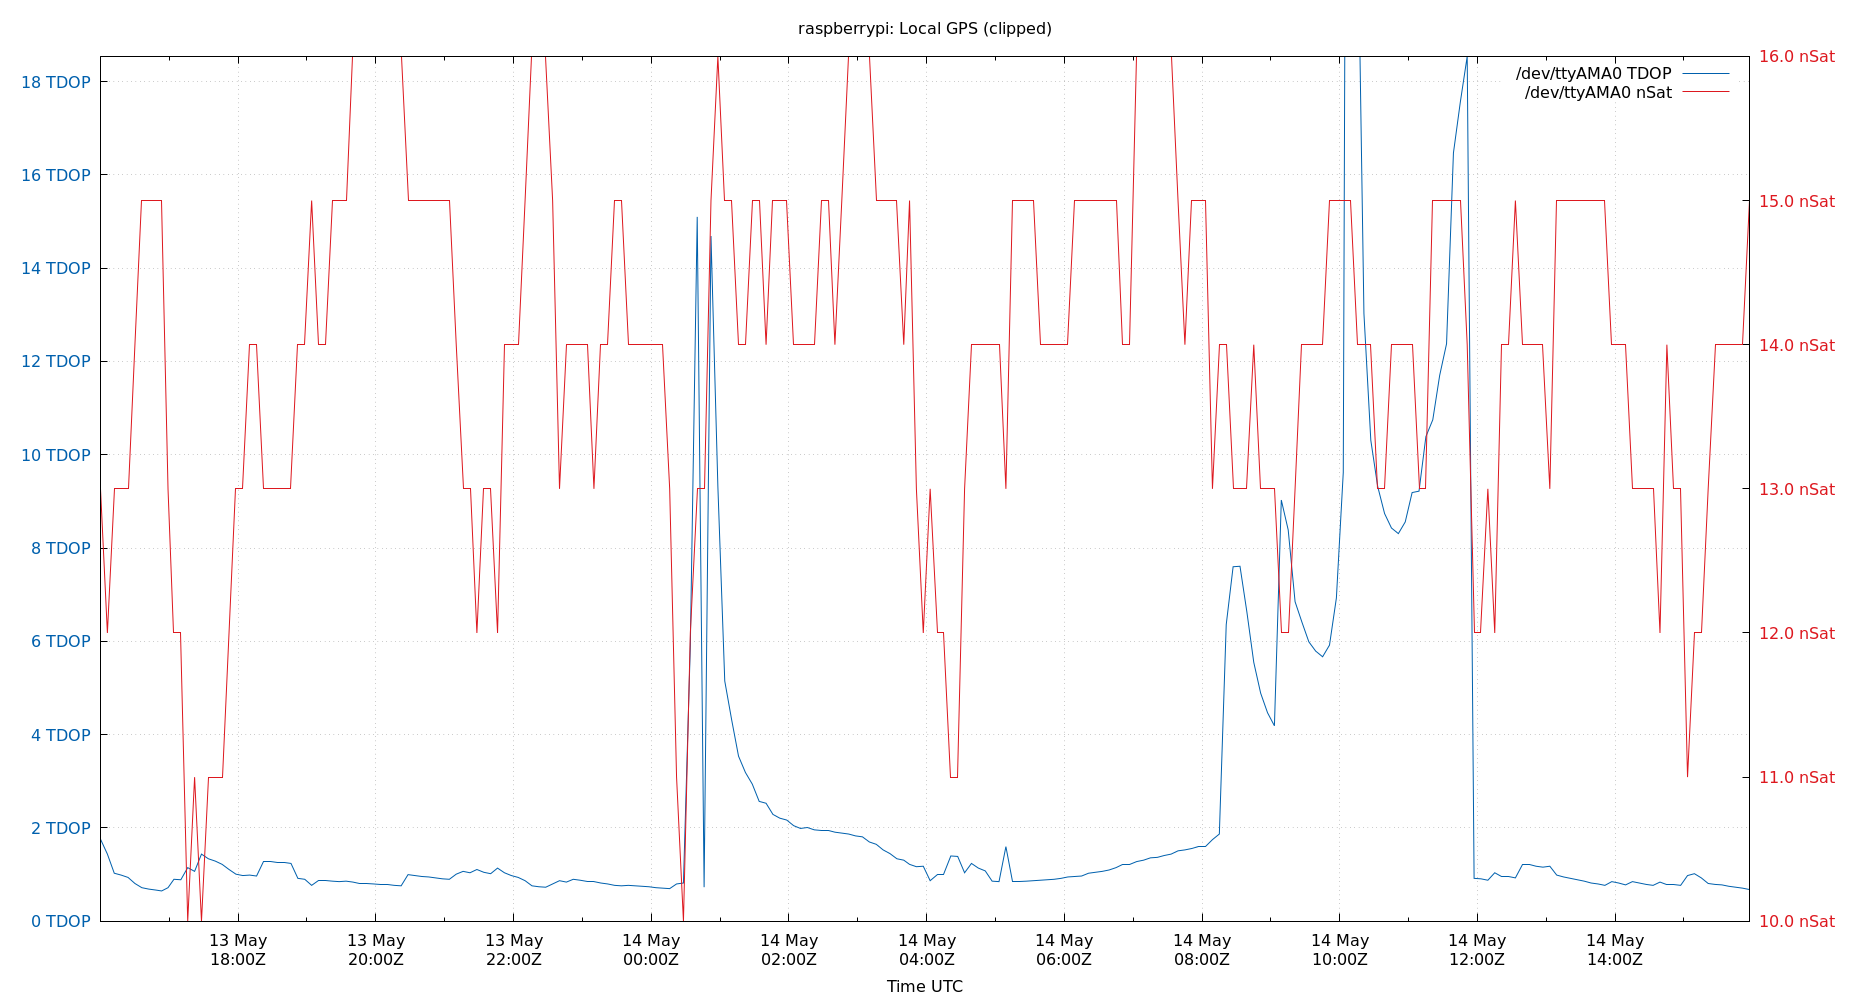 raspberrypi: Local GPS (clipped)
/dev/ttyAMA0 TDOP
/dev/ttyAMA0 nSat
18 TDOP
16 TDOP
14 TDOP
12 TDOP
10 TDOP
8 TDOP
6 TDOP
4 TDOP
2 TDOP
0 TDOP
16.0 nSat
15.0 nSat
14.0 nSat
13.0 nSat
12.0 nSat
11.0 nSat
10.0 nSat
13 May
18:00Z
13 May
20:00Z
13 May
22:00Z
14 May
00:00Z
14 May
02:00Z
14 May
04:00Z
14 May
06:00Z
14 May
08:00Z
14 May
10:00Z
14 May
12:00Z
14 May
14:00Z
Time UTC